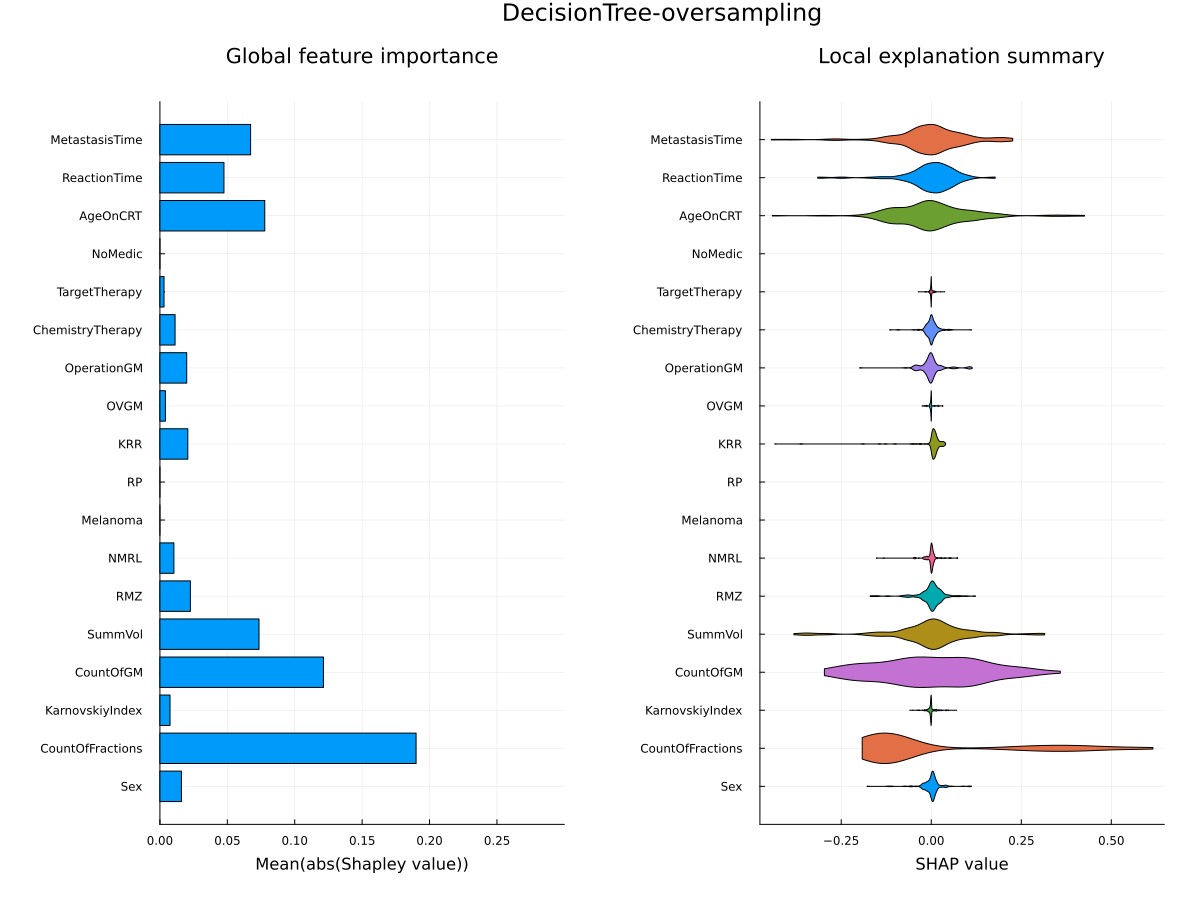 DecisionTree-oversampling
Global feature importance
MetastasisTime
ReactionTime
AgeOnCRT
NoMedic
TargetTherapy
ChemistryTherapy
OperationGM
OVGM
KRR
RP
Melanoma
NMRL
RMZ
SummVol
CountOfGM
KarnovskiyIndex
CountOfFractions
Sex
0.00 0.05 0.10 0.15 0.20 0.25
Mean(abs(Shapley value))
Local explanation summary
MetastasisTime
ReactionTime
AgeOnCRT
NoMedic
TargetTherapy
ChemistryTherapy
OperationGM
OVGM
KRR
RP
Melanoma
NMRL
RMZ
SummVol
CountOfGM
KarnovskiyIndex
CountOfFractions
Sex
−0.25 0.00 0.25 0.50
SHAP value